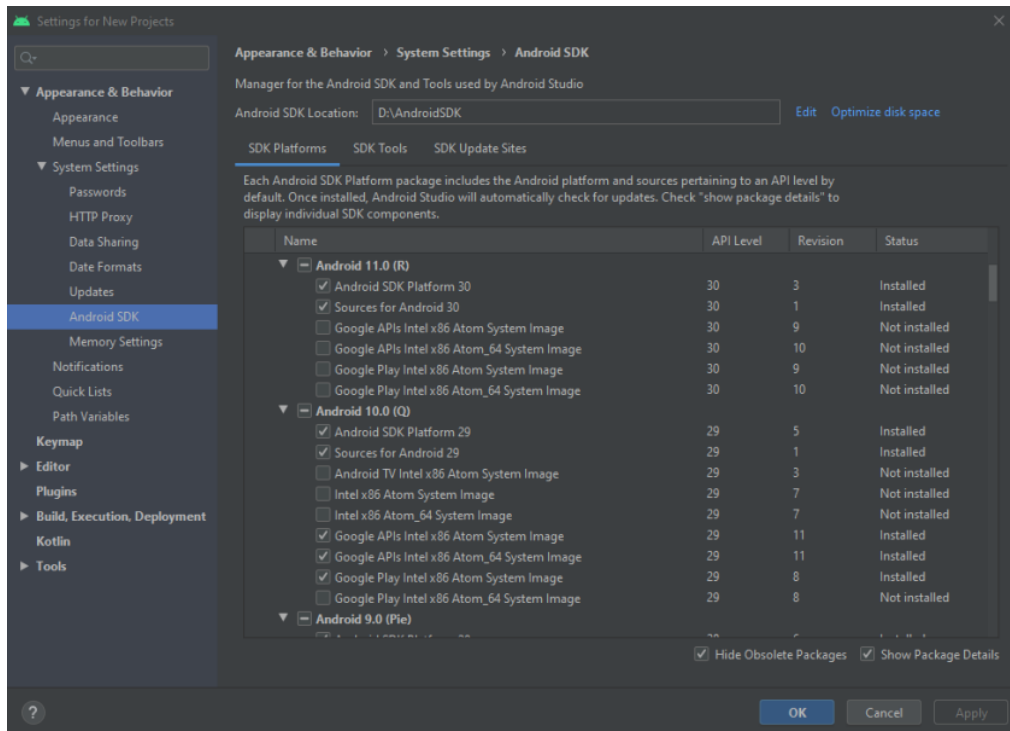 Settings for New Projects
Appearance & Behavior
Appearance
Menus and Toolbars
System Settings
Passwords
HTTP Proxy
Data Sharing
Date Formats
Updates
Android SDK
Memory Settings
Notifications
Quick Lists
Path Variables
Keymap
Editor
Plugins
Build, Execution, Deployment
Kotlin
Tools
Appearance & Behavior > System Settings > Android SDK
Manager for the Android SDK and Tools used by Android Studio
Android SDK Location: D:\AndroidSDK Edit Optimize disk space
SDK Platforms SDK Tools SDK Update Sites
Each Android SDK Platform package includes the Android platform and sources pertaining to an API level by
default. Once installed, Android Studio will automatically check for updates. Check "show package details" to
display individual SDK components.
Name API Level Revision Status
Android 11.0 (R)
Android SDK Platform 30 30 3 Installed
Sources for Android 30 30 1 Installed
Google APIs Intel x86 Atom System Image 30 9 Not installed
Google APIs Intel x86 Atom_64 System Image 30 10 Not installed
Google Play Intel x86 Atom System Image 30 9 Not installed
Google Play Intel x86 Atom_64 System Image 30 10 Not installed
Android 10.0 (Q)
Android SDK Platform 29 29 5 Installed
Sources for Android 29 29 1 Installed
Android TV Intel x86 Atom System Image 29 3 Not installed
Intel x86 Atom System Image 29 7 Not installed
Intel x86 Atom_64 System Image 29 7 Not installed
Google APIs Intel x86 Atom System Image 29 11 Installed
Google APIs Intel x86 Atom_64 System Image 29 11 Installed
Google Play Intel x86 Atom System Image 29 8 Installed
Google Play Intel x86 Atom_64 System Image 29 8 Not installed
Android 9.0 (Pie)
Hide Obsolete Packages Show Package Details
? OK Cancel Apply